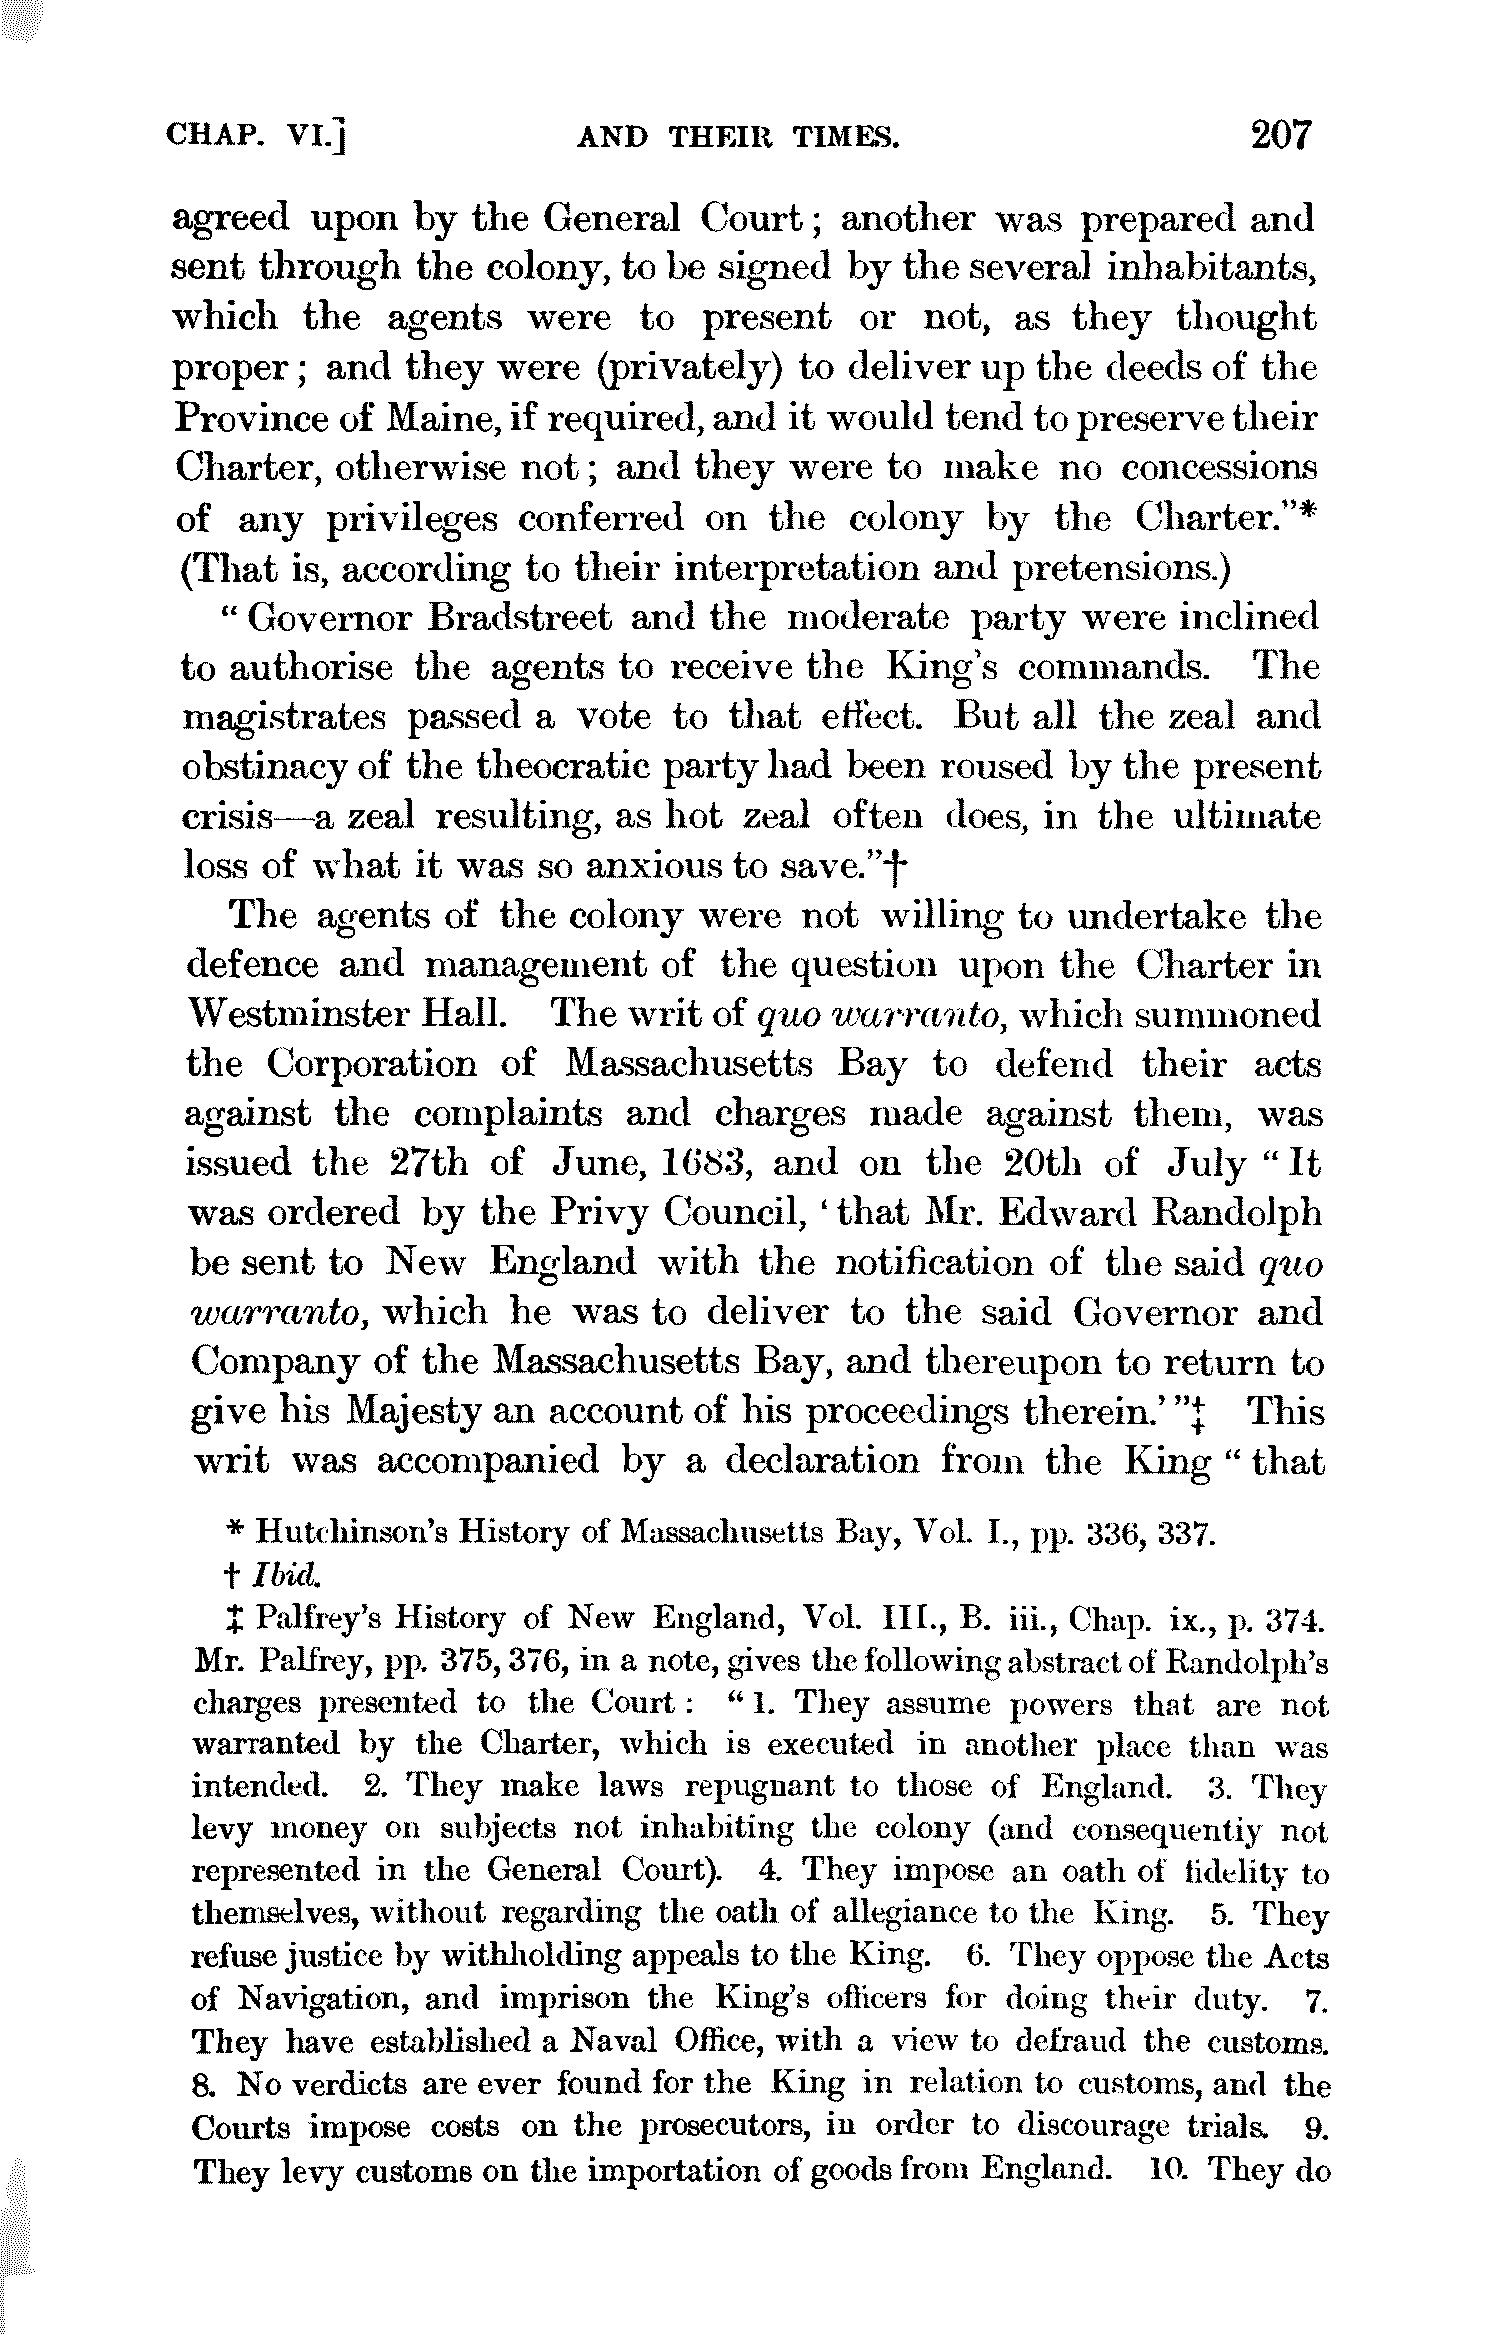 CHAP. VI.] AND THEIR TIMES. 207
agreed upon by the General Court; another was prepared and
sent through the colony, to be signed by the several inhabitants,
which the agents were to present or not, as they thought
proper; and they were (privately) to deliver up the deeds of the
Province of Maine, if required, and it would tend to preserve their
Charter, otherwise not; and they were to make no concessions
of any privileges conferred on the colony by the Charter."*
(That is, according to their interpretation and pretensions.)
"Governor Bradstreet and the moderate party were inclined
to authorise the agents to receive the King's commands. The
magistrates passed a vote to that effect. But all the zeal and
obstinacy of the theocratic party had been roused by the present
crisis—a zeal resulting, as hot zeal often does, in the ultimate
loss of what it was so anxious to save."†
The agents of the colony were not willing to undertake the
defence and management of the question upon the Charter in
Westminster Hall. The writ of quo warranto, which summoned
the Corporation of Massachusetts Bay to defend their acts
against the complaints and charges made against them, was
issued the 27th of June, 1683, and on the 20th of July "It
was ordered by the Privy Council, 'that Mr. Edward Randolph
be sent to New England with the notification of the said quo
warranto, which he was to deliver to the said Governor and
Company of the Massachusetts Bay, and thereupon to return to
give his Majesty an account of his proceedings therein.'"‡ This
writ was accompanied by a declaration from the King "that
* Hutchinson's History of Massachusetts Bay, Vol. I., pp. 336, 337.
† Ibid.
‡ Palfrey's History of New England, Vol. III., B. iii., Chap. ix., p. 374.
Mr. Palfrey, pp. 375, 376, in a note, gives the following abstract of Randolph's
charges presented to the Court: "1. They assume powers that are not
warranted by the Charter, which is executed in another place than was
intended. 2. They make laws repugnant to those of England. 3. They
levy money on subjects not inhabiting the colony (and consequentiy not
represented in the General Court). 4. They impose an oath of fidelity to
themselves, without regarding the oath of allegiance to the King. 5. They
refuse justice by withholding appeals to the King. 6. They oppose the Acts
of Navigation, and imprison the King's officers for doing their duty. 7.
They have established a Naval Office, with a view to defraud the customs.
8. No verdicts are ever found for the King in relation to customs, and the
Courts impose costs on the prosecutors, in order to discourage trials. 9.
They levy customs on the importation of goods from England. 10. They do